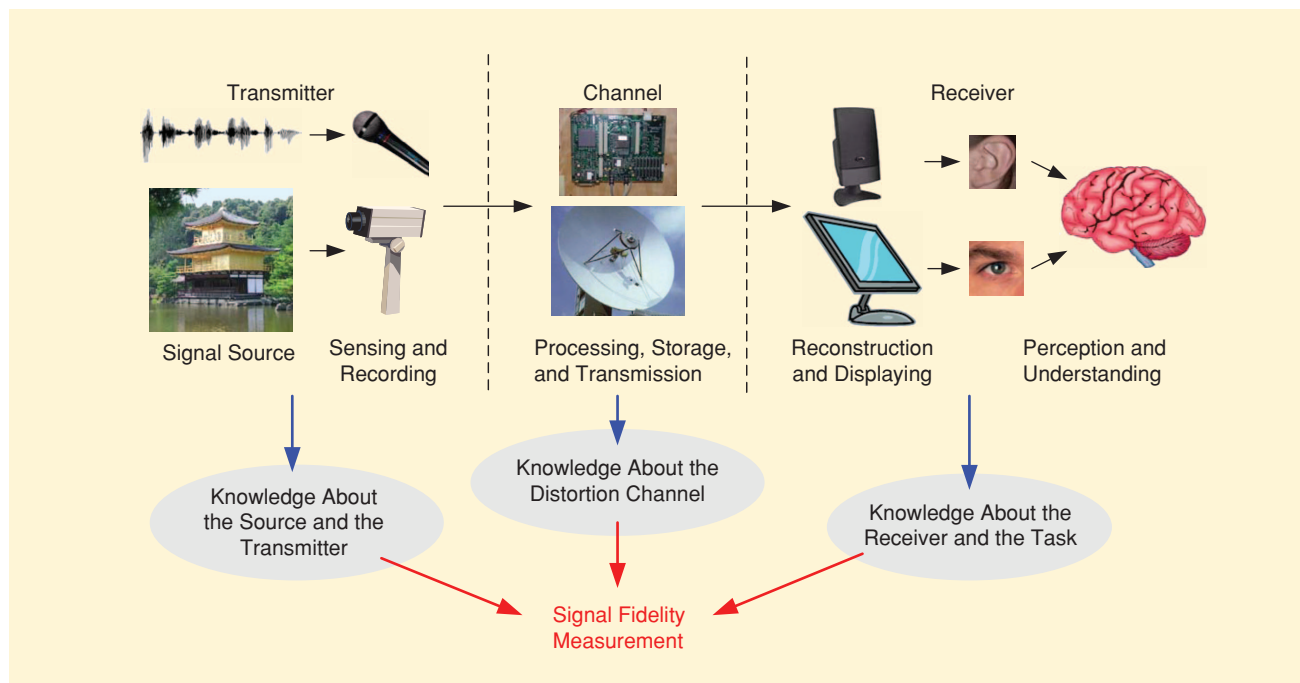 Transmitter
Channel
Receiver
Signal Source
Sensing and
Recording
Processing, Storage,
and Transmission
Reconstruction
and Displaying
Perception and
Understanding
Knowledge About
the Source and the
Transmitter
Knowledge About the
Distortion Channel
Knowledge About the
Receiver and the Task
Signal Fidelity
Measurement